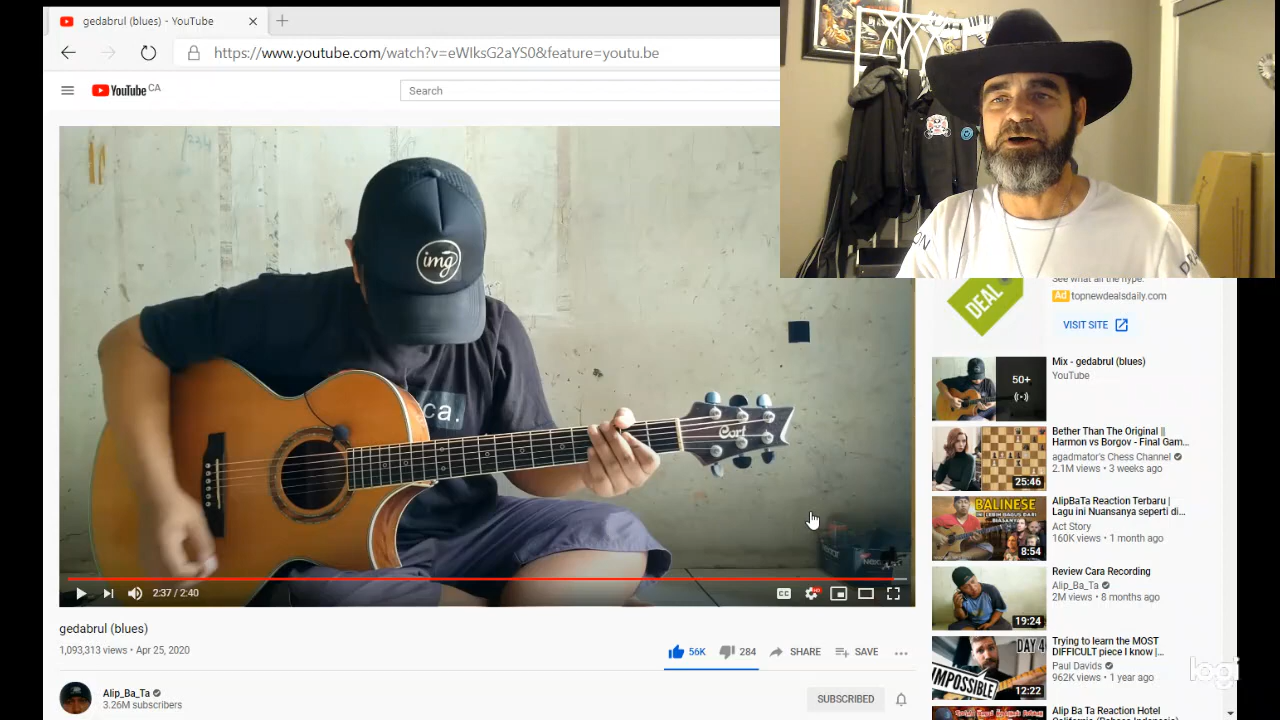 gedabrul (blues) - YouTube
https://www.youtube.com/watch?v=eWIksG2aYS0&feature=youtu.be
YouTube CA
Search
img
ca.
Cort
2:37 / 2:40
CC
HD
gedabrul (blues)
1,093,313 views • Apr 25, 2020
56K
284
SHARE
SAVE
Alip_Ba_Ta
3.26M subscribers
SUBSCRIBED
ON
See what all the hype.
DEAL
Ad topnewdealsdaily.com
VISIT SITE
50+
Mix - gedabrul (blues)
YouTube
25:46
Bether Than The Original ||
Harmon vs Borgov - Final Gam...
agadmator's Chess Channel
2.1M views • 3 weeks ago
BALINESE
8:54
AlipBaTa Reaction Terbaru |
Lagu ini Nuansanya seperti di...
Act Story
160K views • 1 month ago
19:24
Review Cara Recording
Alip_Ba_Ta
2M views • 8 months ago
DAY 4
IMPOSSIBLE
12:22
Trying to learn the MOST
DIFFICULT piece I know |...
Paul Davids
962K views • 1 year ago
Alip Ba Ta Reaction Hotel
California (Bahasa Indonesia)
logi